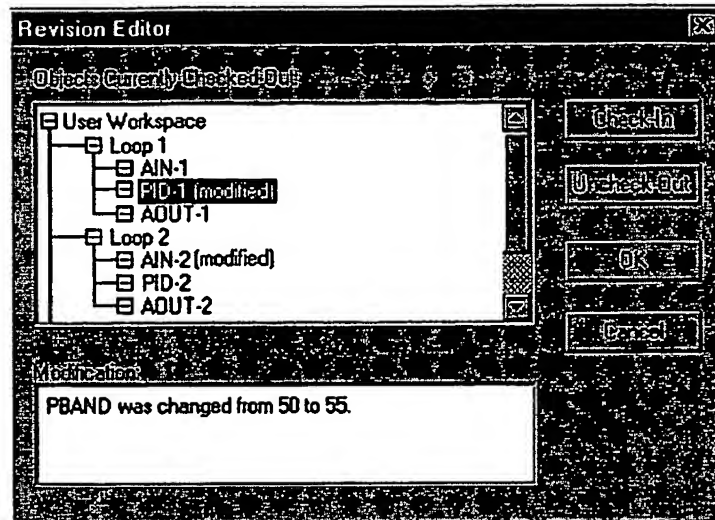 Revision Editor
Objects Currently Checked Out
User Workspace
Loop 1
AIN-1
PID-1 (modified)
AOUT-1
Loop 2
AIN-2 (modified)
PID-2
AOUT-2
Check-In
Uncheck-Out
OK
Cancel
Modification
PBAND was changed from 50 to 55.